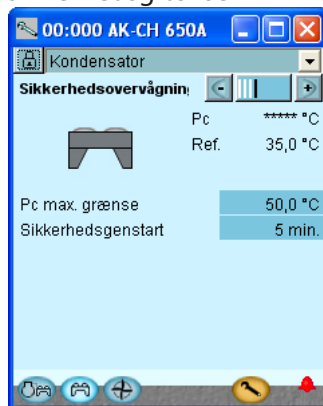 00:000 AK-CH 650A
Kondensator
Sikkerhedsovervågnin
Pc ***** °C
Ref. 35,0 °C
Pc max. grænse 50,0 °C
Sikkerhedsgenstart 5 min.